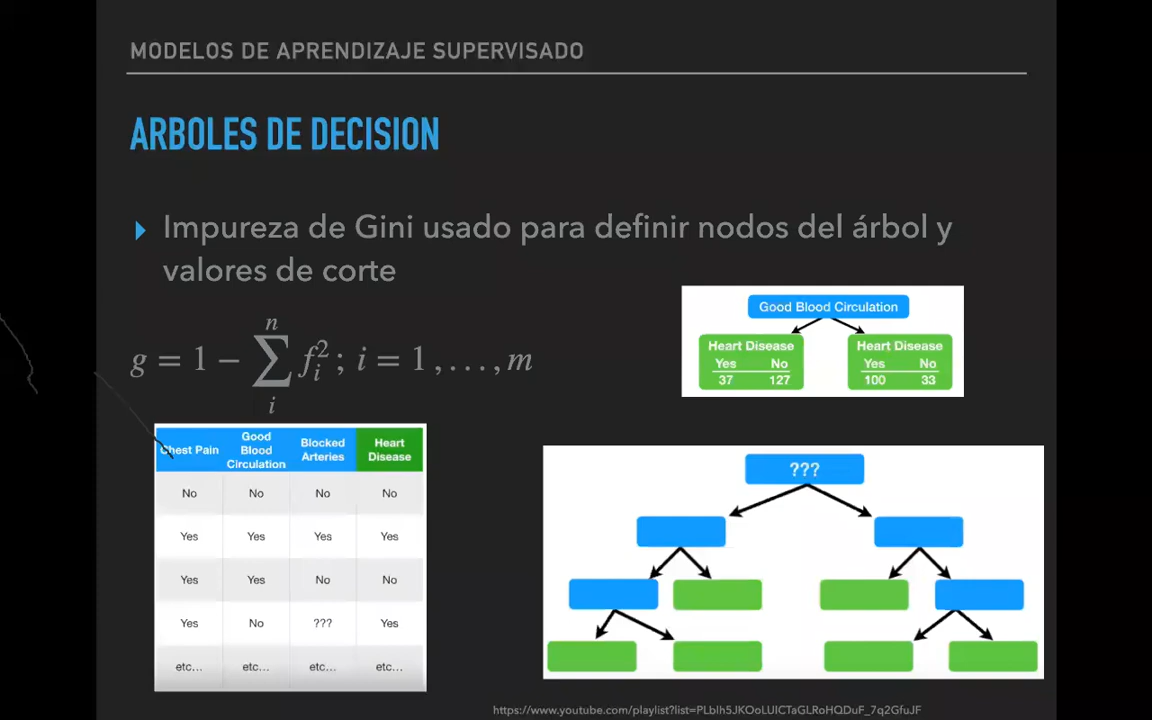 MODELOS DE APRENDIZAJE SUPERVISADO
ARBOLES DE DECISION
Impureza de Gini usado para definir nodos del árbol y
valores de corte
g = 1 − ∑ᵢⁿ fᵢ² ; i = 1 , . . . , m
Good Blood Circulation
Heart Disease Heart Disease
Yes No Yes No
37 127 100 33
Chest Pain Good Blood Circulation Blocked Arteries Heart Disease
No No No No
Yes Yes Yes Yes
Yes Yes No No
Yes No ??? Yes
etc... etc... etc... etc...
???
https://www.youtube.com/playlist?list=PLblh5JKOoLUICTaGLRoHQDuF_7q2GfuJF